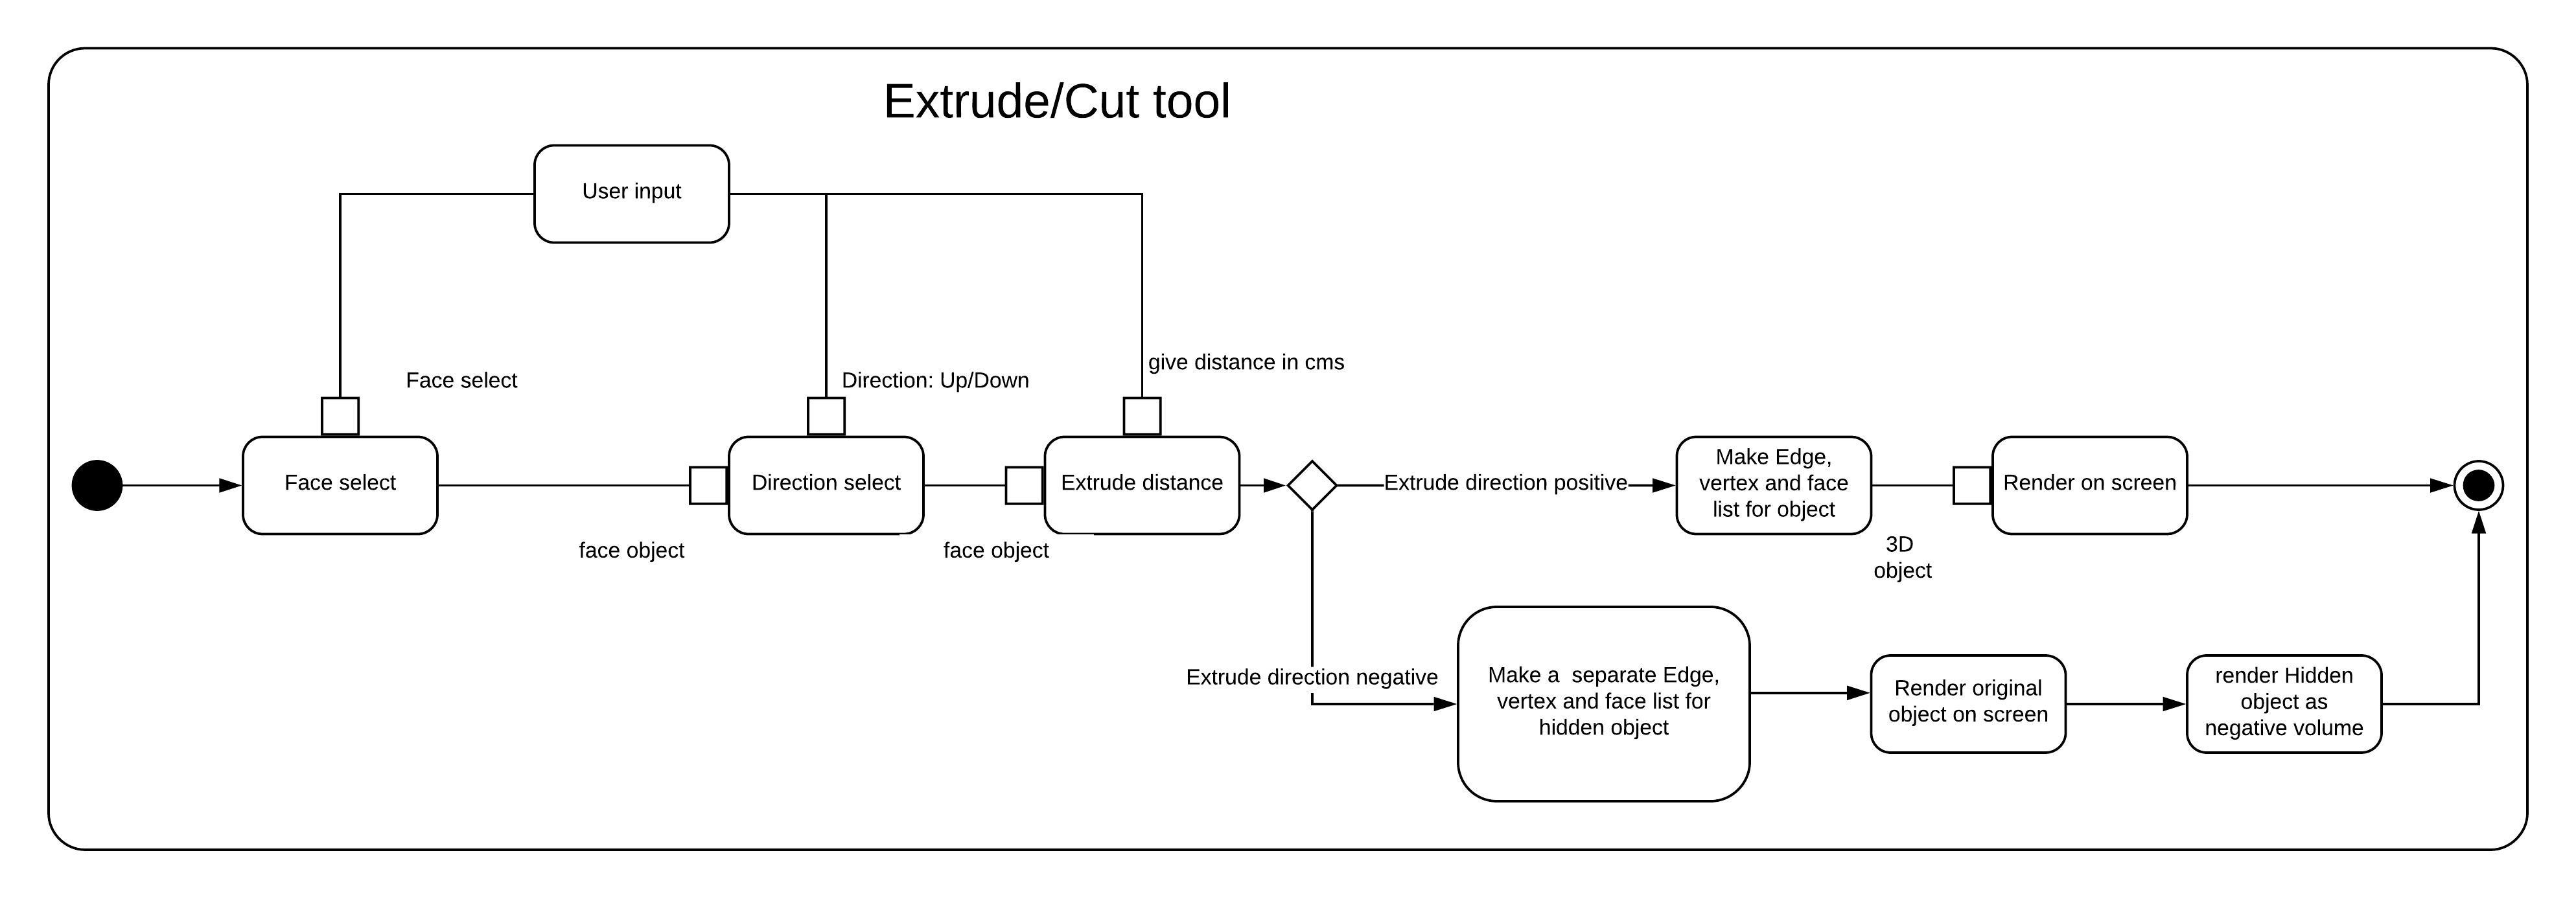 Extrude/Cut tool
User input
Face select
Direction: Up/Down
give distance in cms
Face select
Direction select
Extrude distance
Extrude direction positive
Make Edge,
vertex and face
list for object
Render on screen
face object
face object
3D
object
Extrude direction negative
Make a  separate Edge,
vertex and face list for
hidden object
Render original
object on screen
render Hidden
object as
negative volume